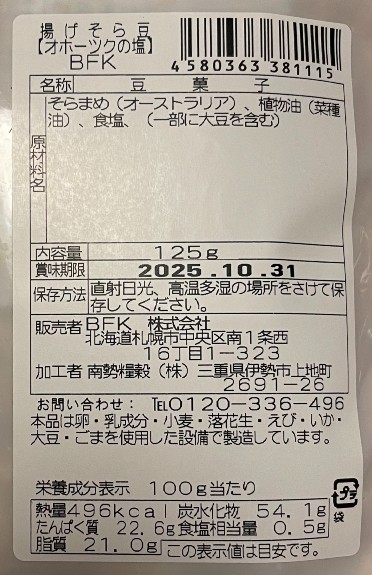 揚げそら豆
【オホーツクの塩】
BFK
4 580363 381115
名称 豆菓子
原材料名
そらまめ（オーストラリア）、植物油（菜種
油）、食塩、（一部に大豆を含む）
内容量 125g
賞味期限 2025.10.31
保存方法 直射日光、高温多湿の場所をさけて保
存してください。
販売者 BFK 株式会社
北海道札幌市中央区南1条西
16丁目1-323
加工者 南勢糧穀（株）三重県伊勢市上地町
2691-26
お問い合わせ： TEL0120-336-496
本品は卵・乳成分・小麦・落花生・えび・いか・
大豆・ごまを使用した設備で製造しています。
栄養成分表示 100g当たり
熱量496kcal 炭水化物 54.1g
たんぱく質 22.6g 食塩相当量 0.5g
脂質 21.0g この表示値は目安です。
プラ
袋